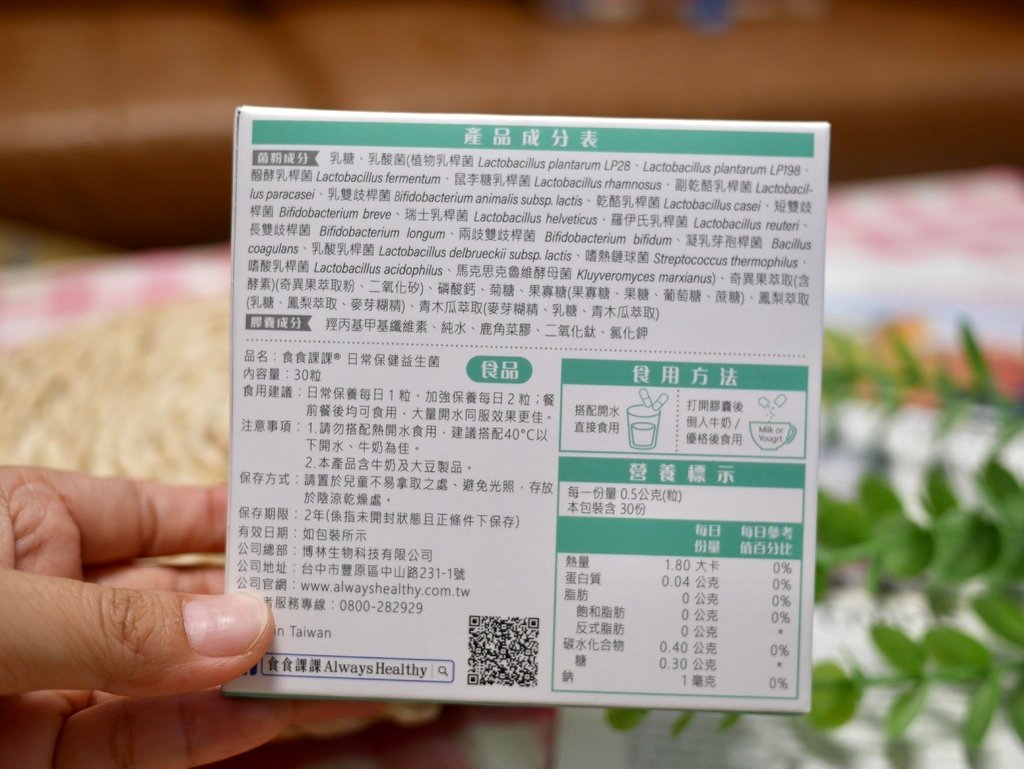 產品成分表
菌粉成分 乳糖、乳酸菌(植物乳桿菌 Lactobacillus plantarum LP28、Lactobacillus plantarum LP198、
醱酵乳桿菌 Lactobacillus fermentum、鼠李糖乳桿菌 Lactobacillus rhamnosus、副乾酪乳桿菌 Lactobacil-
lus paracasei、乳雙歧桿菌 Bifidobacterium animalis subsp. lactis、乾酪乳桿菌 Lactobacillus casei、短雙歧
桿菌 Bifidobacterium breve、瑞士乳桿菌 Lactobacillus helveticus、羅伊氏乳桿菌 Lactobacillus reuteri、
長雙歧桿菌 Bifidobacterium longum、兩歧雙歧桿菌 Bifidobacterium bifidum、凝乳芽孢桿菌 Bacillus
coagulans、乳酸乳桿菌 Lactobacillus delbrueckii subsp. lactis、嗜熱鏈球菌 Streptococcus thermophilus、
嗜酸乳桿菌 Lactobacillus acidophilus、馬克思克魯維酵母菌 Kluyveromyces marxianus)、奇異果萃取(含
酵素)(奇異果萃取粉、二氧化矽)、磷酸鈣、菊糖、果寡糖(果寡糖、果糖、葡萄糖、蔗糖)、鳳梨萃取
(乳糖、鳳梨萃取、麥芽糊精)、青木瓜萃取(麥芽糊精、乳糖、青木瓜萃取)
膠囊成分 羥丙基甲基纖維素、純水、鹿角菜膠、二氧化鈦、氯化鉀
品名：食食課課® 日常保健益生菌
內容量：30粒
食品
食用建議：日常保養每日1粒，加強保養每日2粒；餐
前餐後均可食用，大量開水同服效果更佳。
注意事項：1.請勿搭配熱開水食用，建議搭配40°C以
下開水、牛奶為佳。
2.本產品含牛奶及大豆製品。
保存方式：請置於兒童不易拿取之處、避免光照，存放
於陰涼乾燥處。
保存期限：2年(係指未開封狀態且正條件下保存)
有效日期：如包裝所示
公司總部：博林生物科技有限公司
公司地址：台中市豐原區中山路231-1號
公司官網：www.alwayshealthy.com.tw
者服務專線：0800-282929
an Taiwan
食食課課 AlwaysHealthy
食用方法
搭配開水
直接食用
打開膠囊後
倒入牛奶/
優格後食用
Milk or
Yougrt
營養標示
每一份量 0.5公克(粒)
本包裝含 30份
每日份量 每日參考值百分比
熱量 1.80 大卡 0%
蛋白質 0.04 公克 0%
脂肪 0 公克 0%
飽和脂肪 0 公克 0%
反式脂肪 0 公克 *
碳水化合物 0.40 公克 0%
糖 0.30 公克 *
鈉 1 毫克 0%